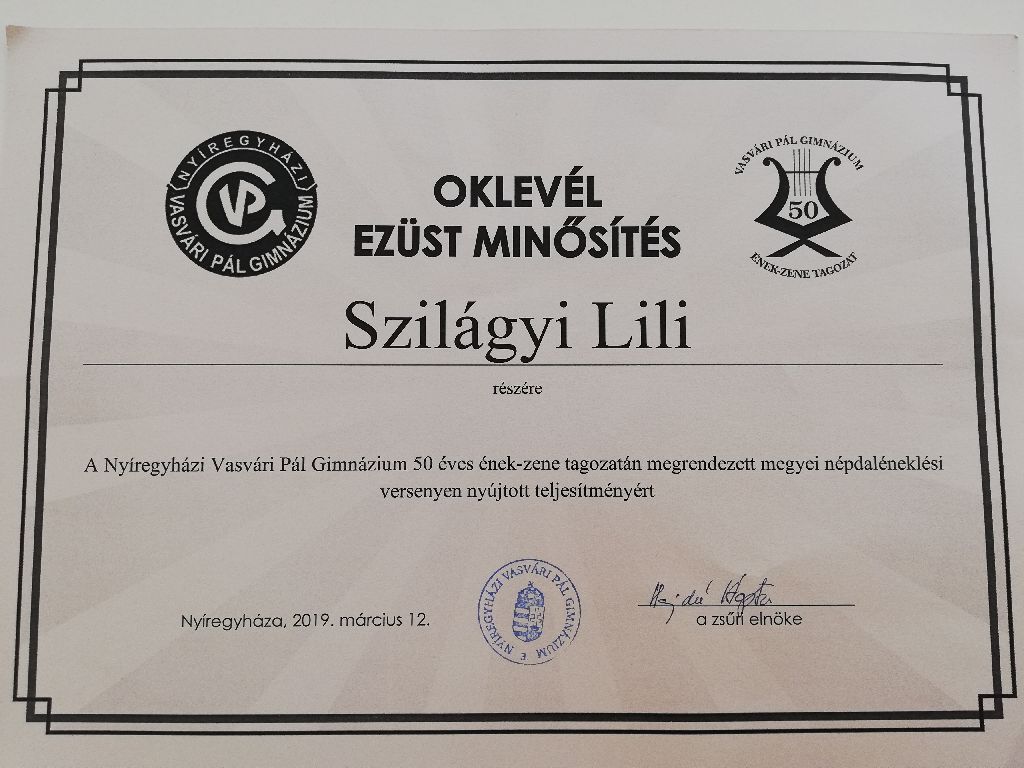 NYÍREGYHÁZI
VASVÁRI PÁL GIMNÁZIUM
VPG
OKLEVÉL
EZÜST MINŐSÍTÉS
VASVÁRI PÁL GIMNÁZIUM
50
ÉNEK-ZENE TAGOZAT
Szilágyi Lili
részére
A Nyíregyházi Vasvári Pál Gimnázium 50 éves ének-zene tagozatán megrendezett megyei népdaléneklési
versenyen nyújtott teljesítményért
Nyíregyháza, 2019. március 12.
NYÍREGYHÁZI VASVÁRI PÁL GIMNÁZIUM
a zsűri elnöke